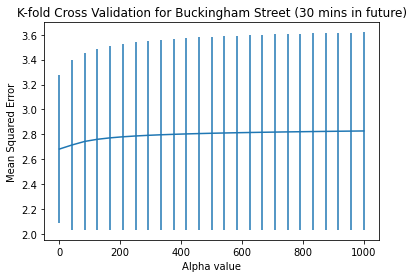 K-fold Cross Validation for Buckingham Street (30 mins in future)
3.6
3.4
3.2
3.0
2.8
2.6
2.4
2.2
2.0
Mean Squared Error
0 200 400 600 800 1000
Alpha value